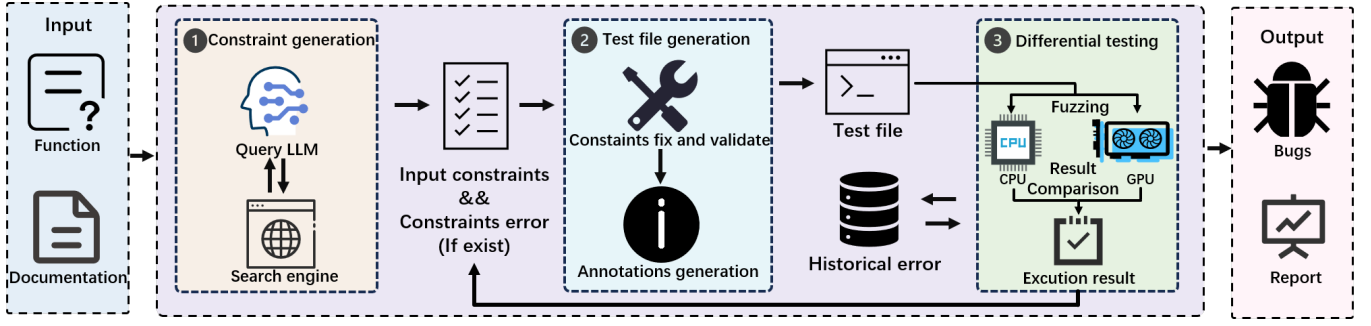 Input
Function
Documentation
1 Constraint generation
Query LLM
Search engine
Input constraints
&&
Constraints error
(If exist)
2 Test file generation
Constaints fix and validate
Annotations generation
Test file
Historical error
3 Differential testing
Fuzzing
CPU
CPU
GPU
Result
Comparison
Excution result
Output
Bugs
Report